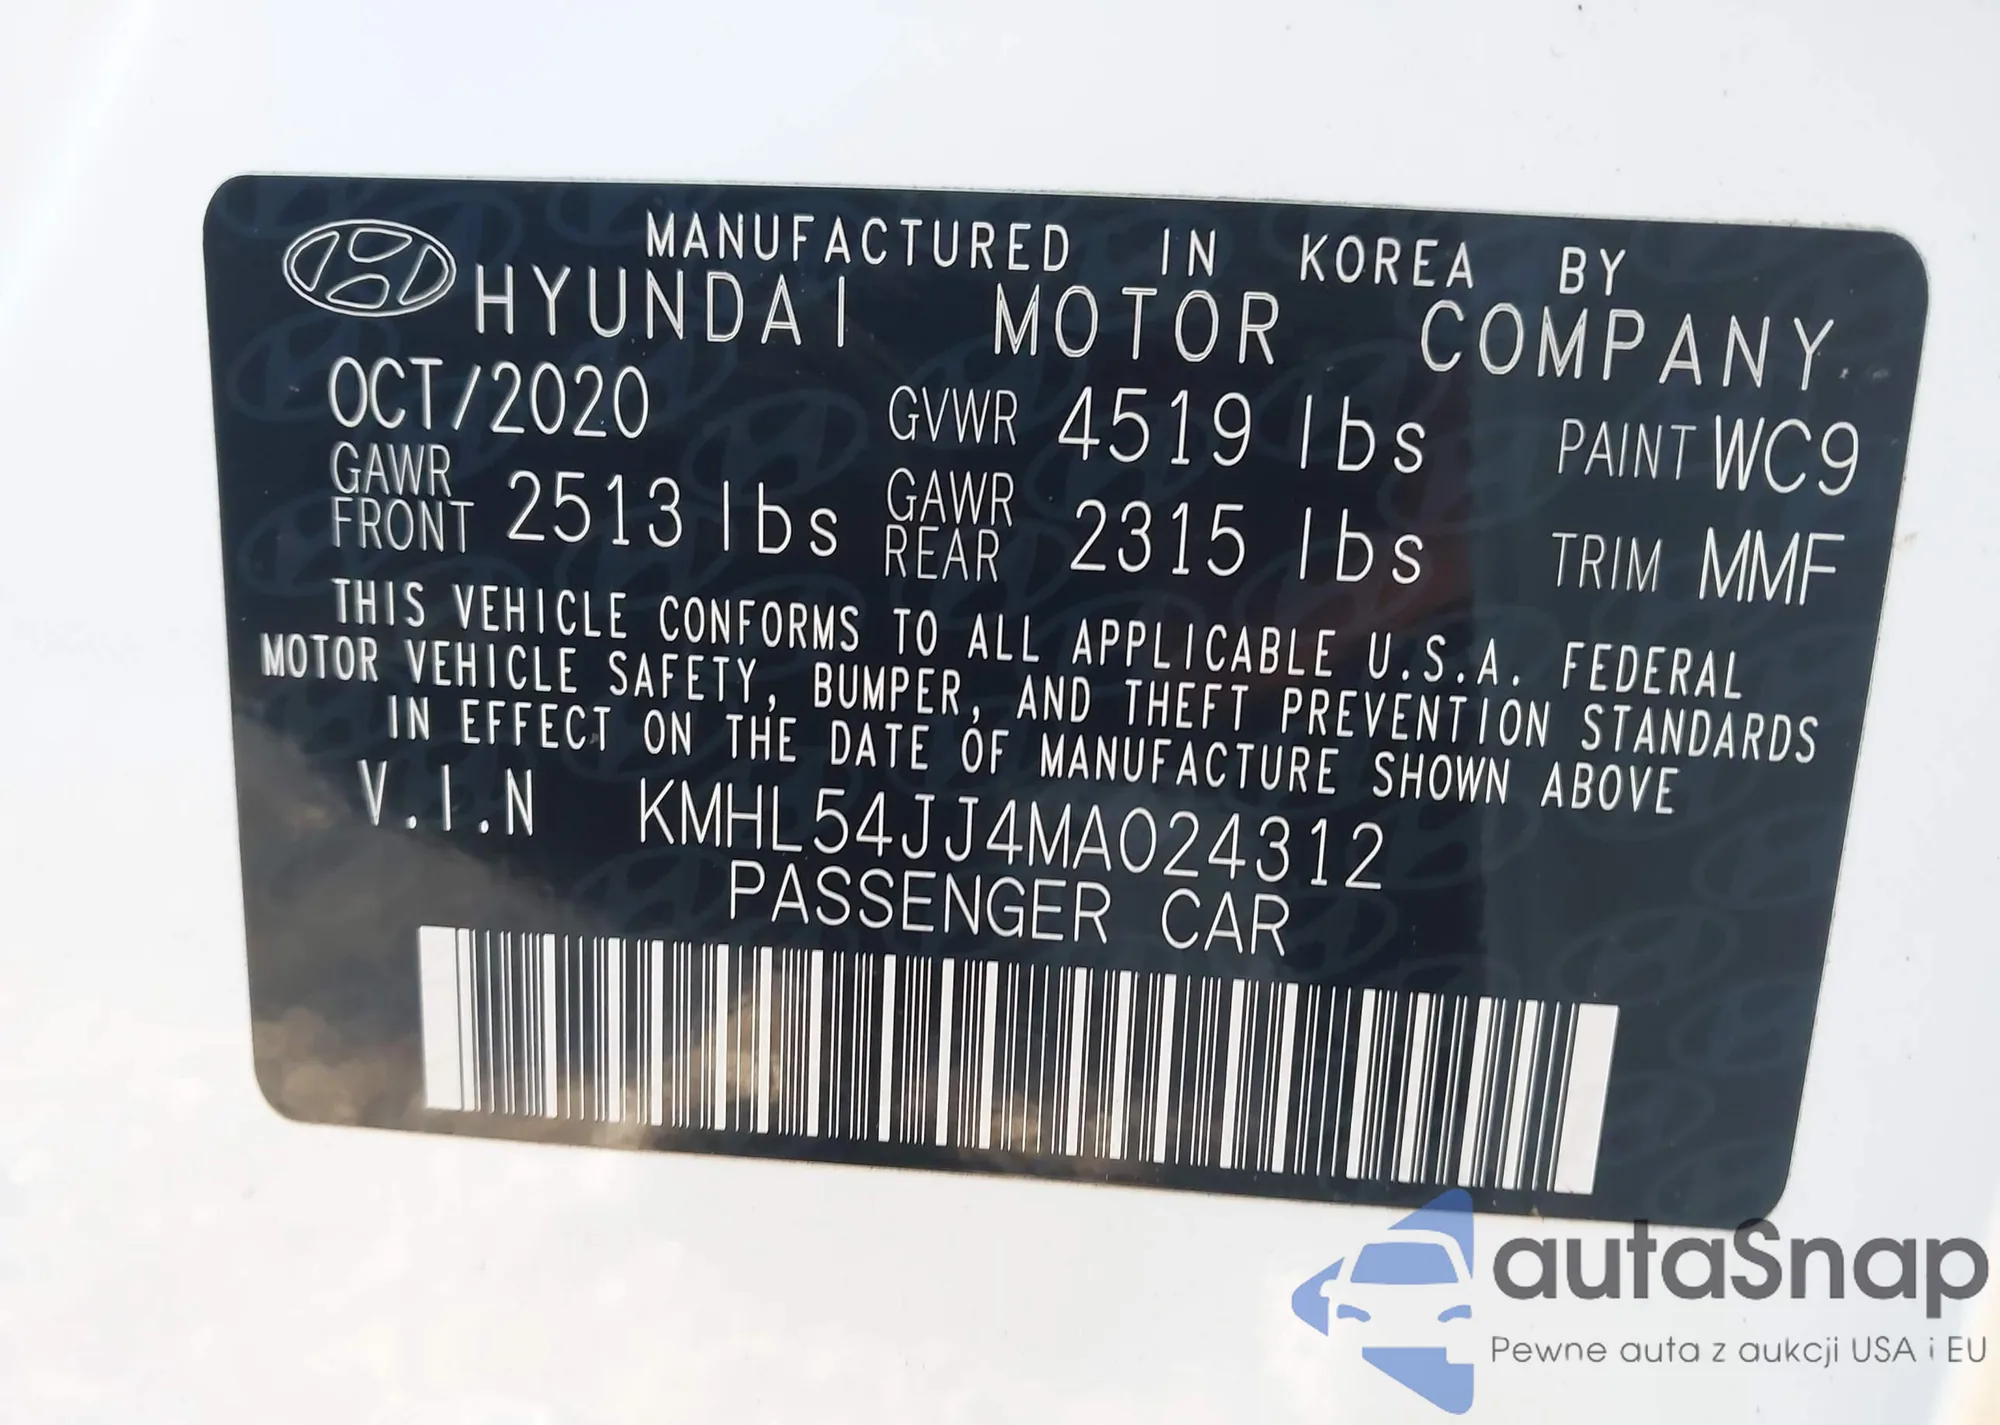 MANUFACTURED IN KOREA BY
HYUNDAI MOTOR COMPANY
OCT/2020 GVWR 4519 lbs PAINT WC9
GAWR FRONT 2513 lbs GAWR REAR 2315 lbs TRIM MMF
THIS VEHICLE CONFORMS TO ALL APPLICABLE U.S.A. FEDERAL
MOTOR VEHICLE SAFETY, BUMPER, AND THEFT PREVENTION STANDARDS
IN EFFECT ON THE DATE OF MANUFACTURE SHOWN ABOVE
V.I.N KMHL54JJ4MA024312
PASSENGER CAR
autaSnap
Pewne auta z aukcji USA i EU